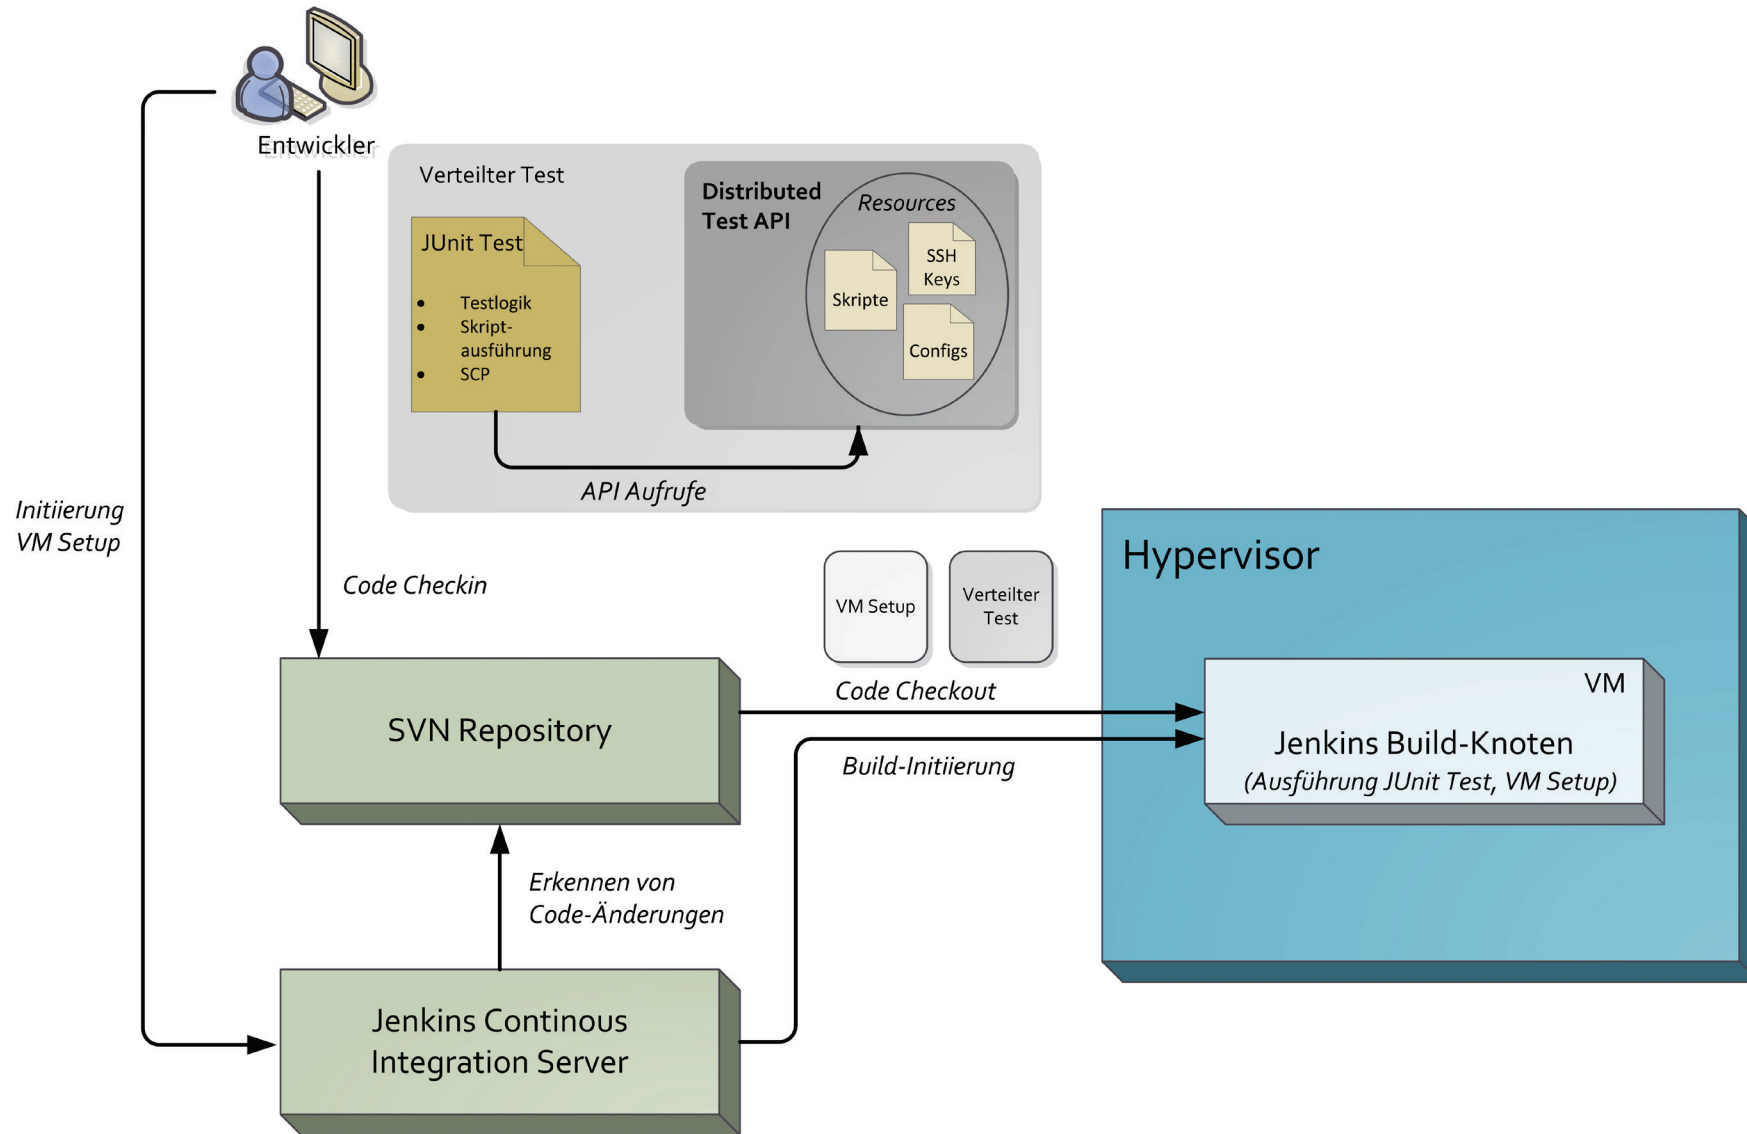 Entwickler
Verteilter Test
JUnit Test
• Testlogik
• Skript-
ausführung
• SCP
Distributed
Test API
Resources
Skripte
SSH
Keys
Configs
API Aufrufe
Initiierung
VM Setup
Code Checkin
VM Setup
Verteilter
Test
Hypervisor
SVN Repository
Code Checkout
Build-Initiierung
VM
Jenkins Build-Knoten
(Ausführung JUnit Test, VM Setup)
Erkennen von
Code-Änderungen
Jenkins Continous
Integration Server